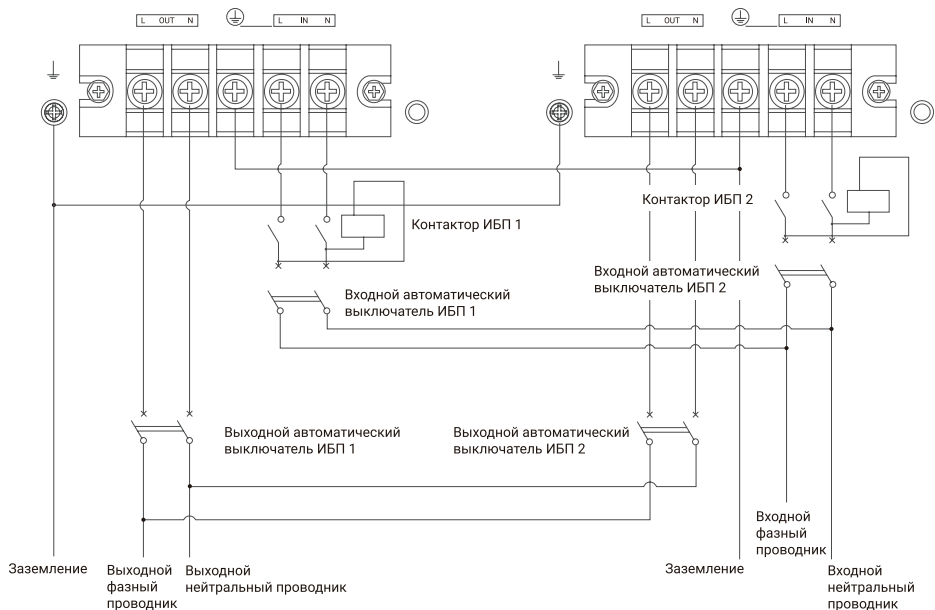 L OUT N
L IN N
L OUT N
L IN N
Контактор ИБП 1
Контактор ИБП 2
Входной автоматический
выключатель ИБП 1
Входной автоматический
выключатель ИБП 2
Выходной автоматический
выключатель ИБП 1
Выходной автоматический
выключатель ИБП 2
Заземление
Выходной
фазный
проводник
Выходной
нейтральный проводник
Заземление
Входной
фазный
проводник
Входной
нейтральный
проводник